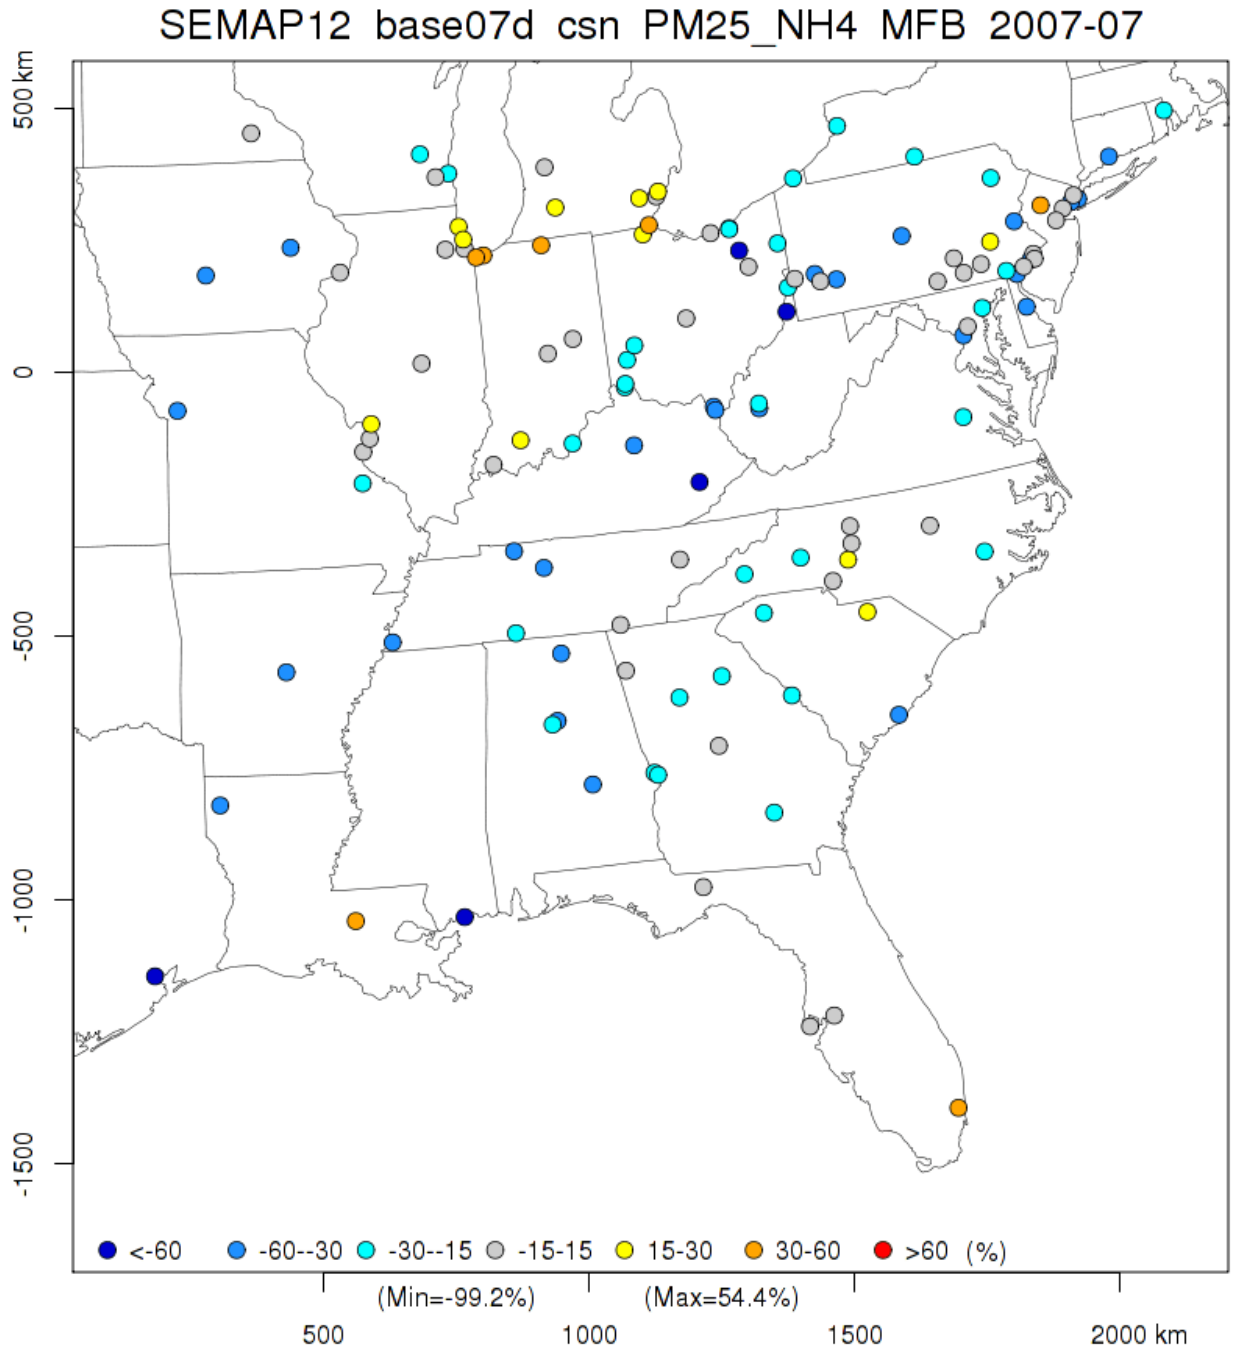 SEMAP12 base07d csn PM25_NH4 MFB 2007-07
500 km
0
-500
-1000
-1500
<-60 -60--30 -30--15 -15-15 15-30 30-60 >60 (%)
(Min=-99.2%) (Max=54.4%)
500 1000 1500 2000 km